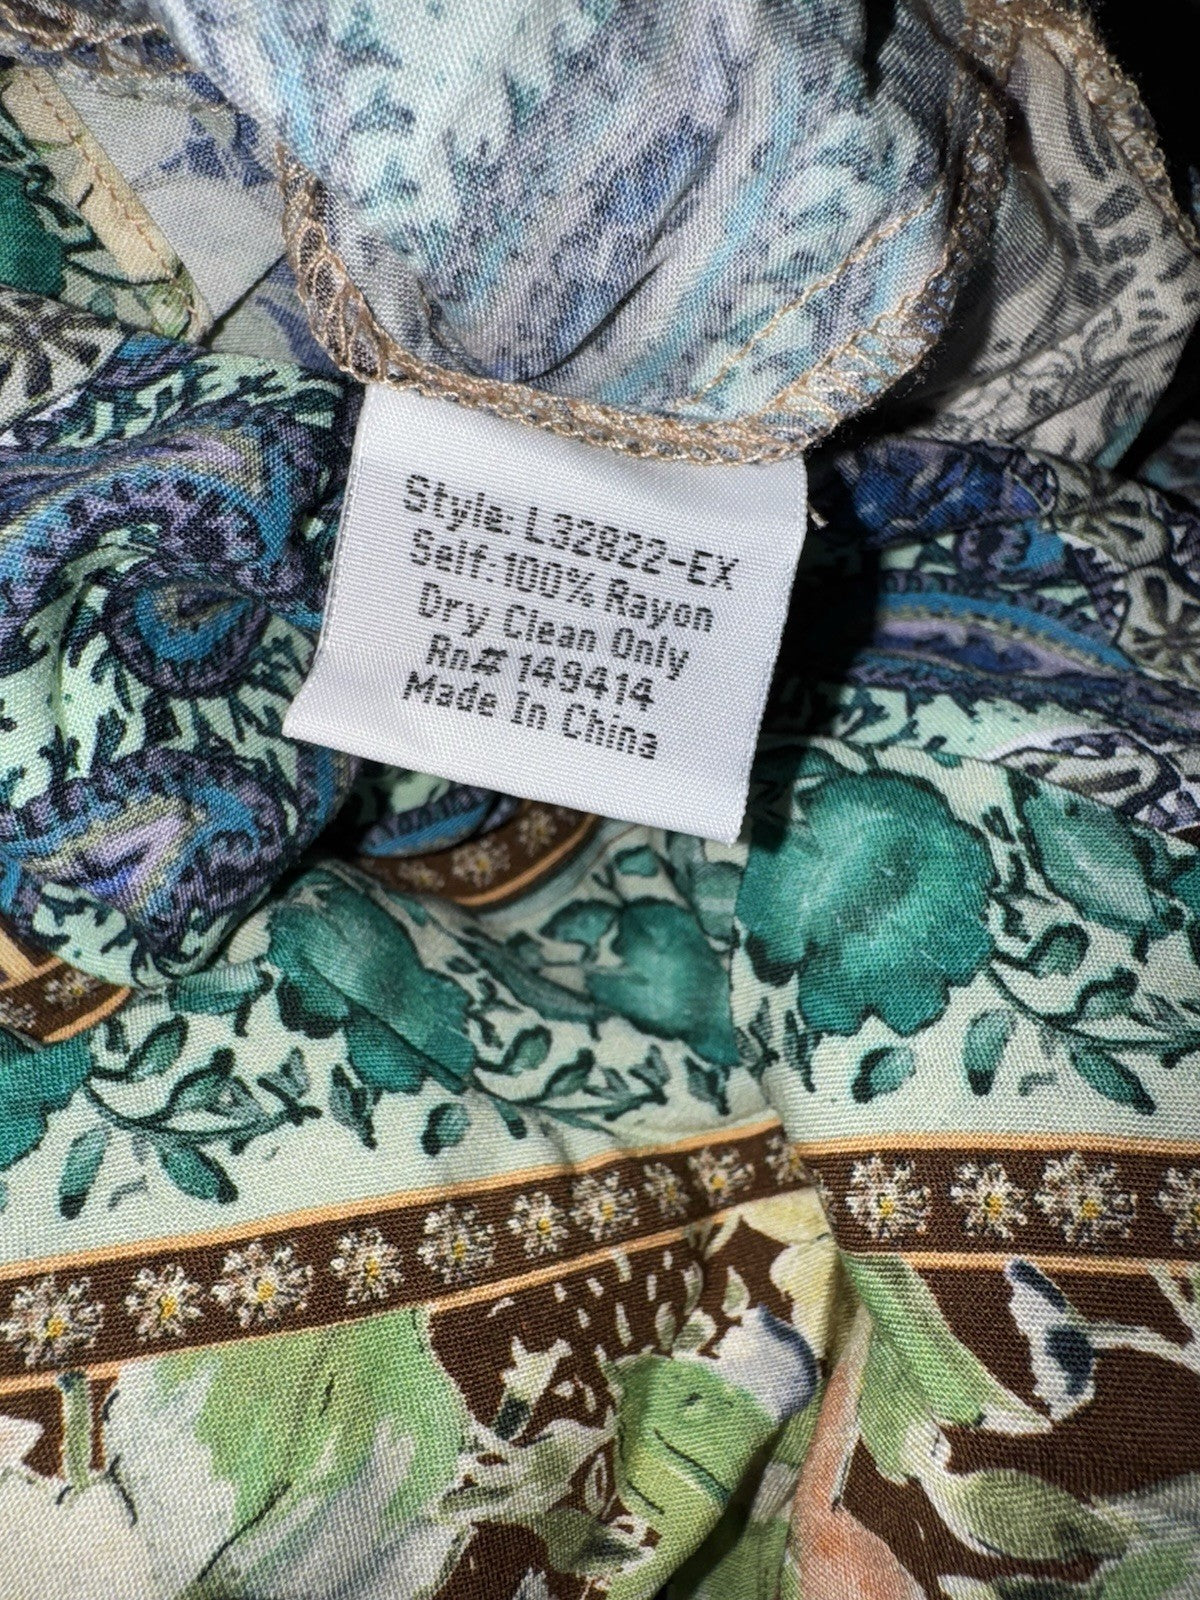 Style: L32822-EX
Self:100% Rayon
Dry Clean Only
Rn# 149414
Made In China